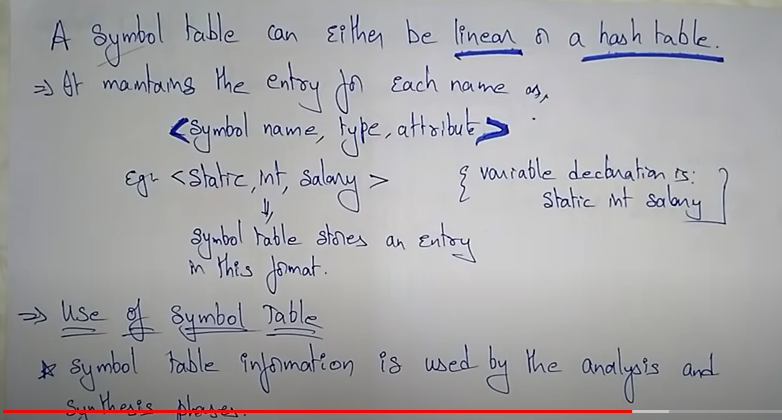 A Symbol table can either be linear or a hash table.
=> It mantains the entry for each name as,
<symbol name, type, attribute>
Eg:- <static, int, salary> { variable declaration is:
static int salary }
↓
symbol table stores an entry
in this format.
=> Use of Symbol Table
* symbol table information is used by the analysis and
synthesis phases.